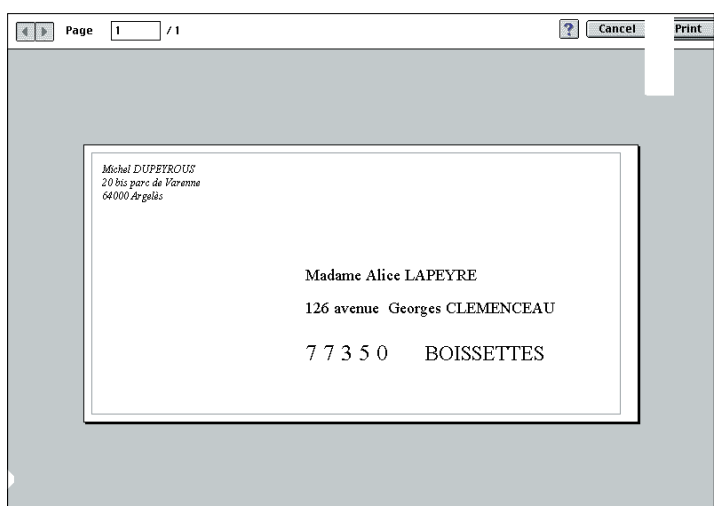 Page 1 / 1 ? Cancel Print
Michel DUPEYROUS
20 bis parc de Varenne
64000 Argelès
Madame Alice LAPEYRE
126 avenue Georges CLEMENCEAU
7 7 3 5 0 BOISSETTES